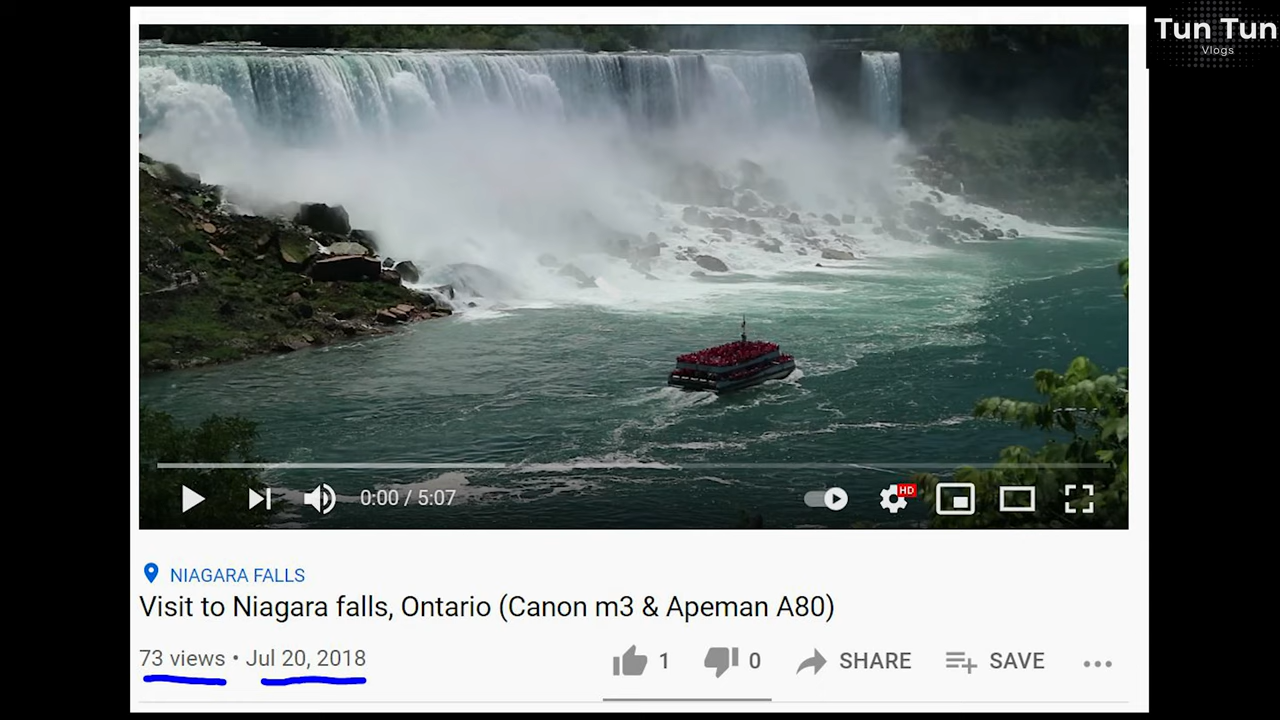 Tun Tun
Vlogs
HD
0:00 / 5:07
NIAGARA FALLS
Visit to Niagara falls, Ontario (Canon m3 & Apeman A80)
73 views • Jul 20, 2018
1
0
SHARE
SAVE